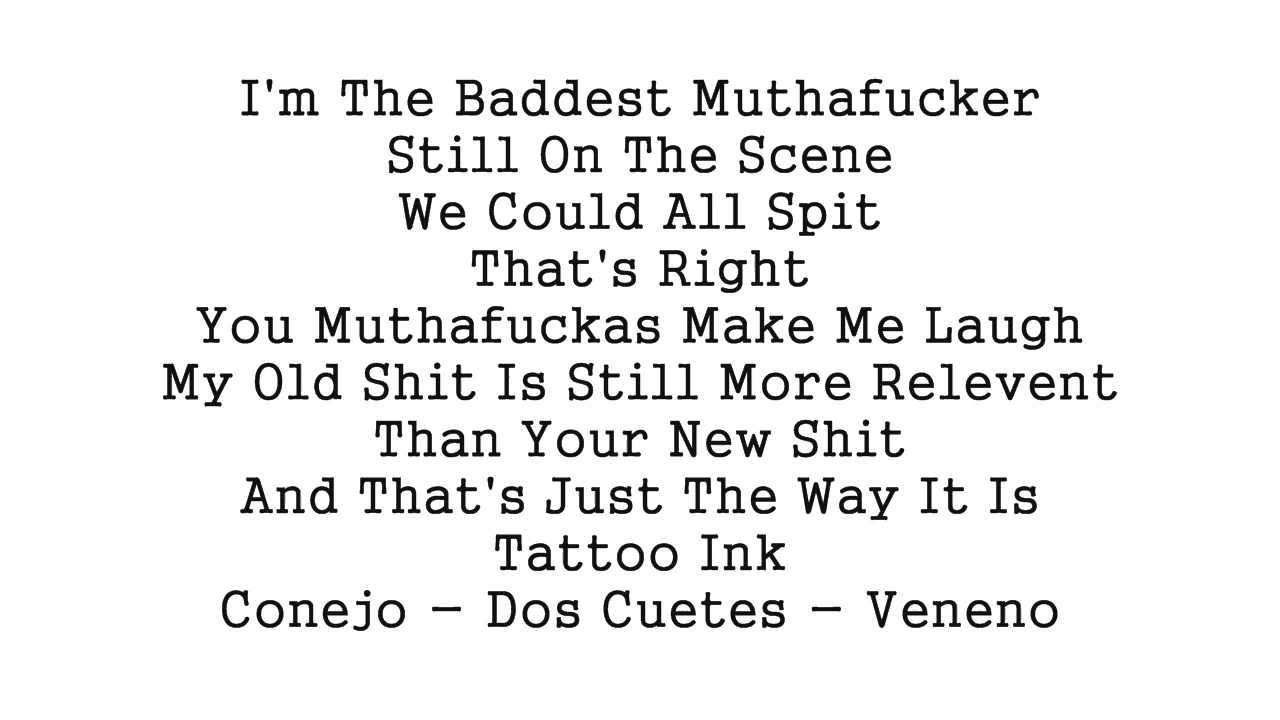 I'm The Baddest Muthafucker
Still On The Scene
We Could All Spit
That's Right
You Muthafuckas Make Me Laugh
My Old Shit Is Still More Relevent
Than Your New Shit
And That's Just The Way It Is
Tattoo Ink
Conejo – Dos Cuetes – Veneno